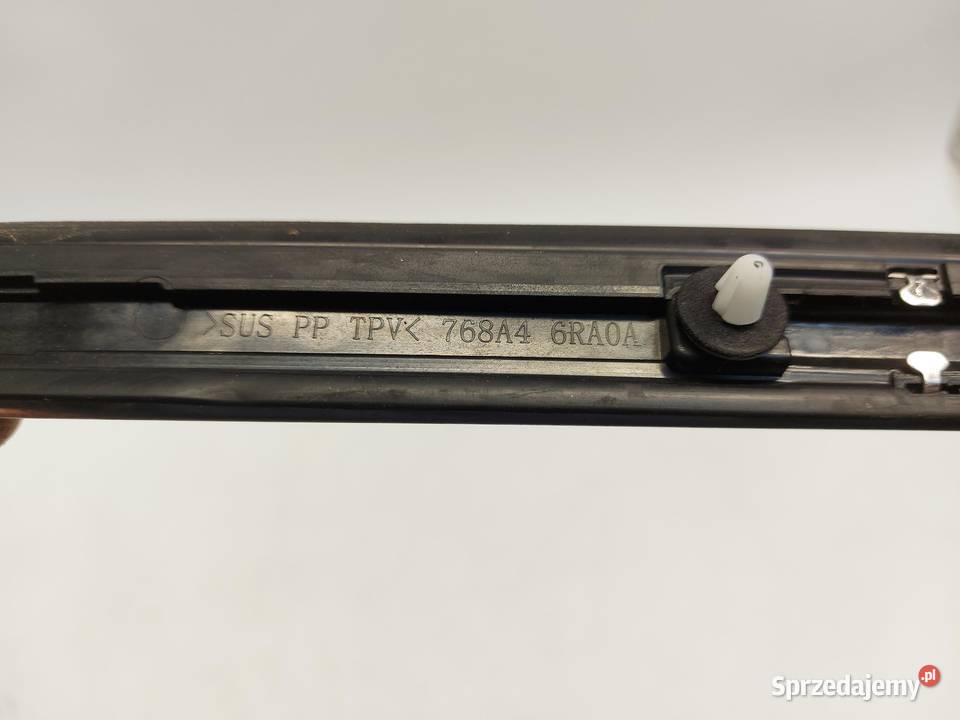 >SUS PP TPV< 768A4 6RA0A
Sprzedajemy.pl